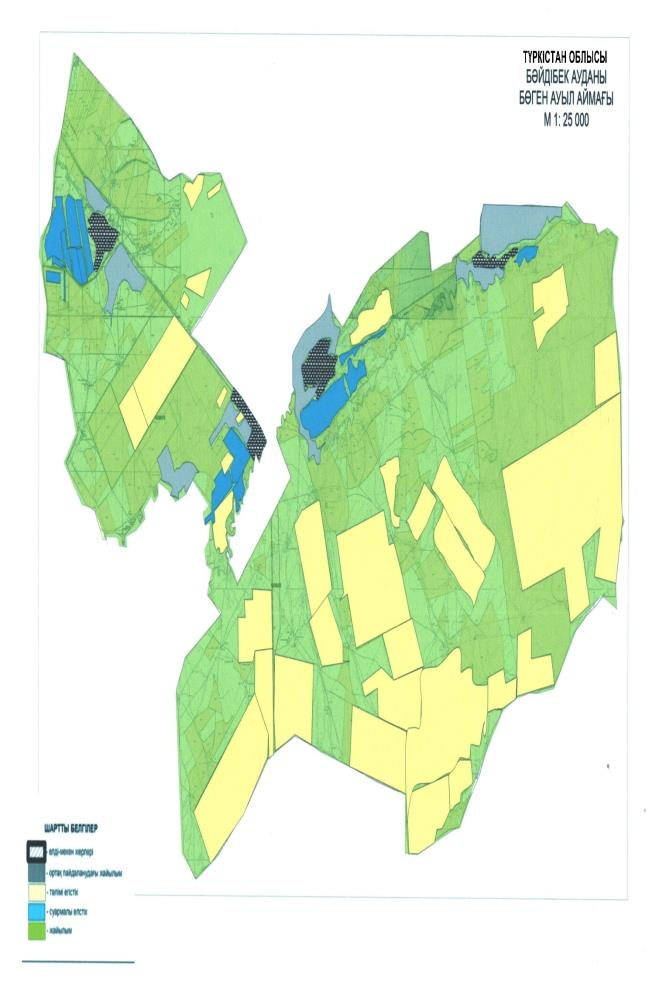 ТҮРКІСТАН ОБЛЫСЫ
БӘЙДІБЕК АУДАНЫ
БӨГЕН АУЫЛ АЙМАҒЫ
М 1: 25 000
ШАРТТЫ БЕЛГІЛЕР
- елді-мекен жерлері
- ортақ пайдаланудағы жайылым
- тәлімі егістік
- суармалы егістік
- жайылым